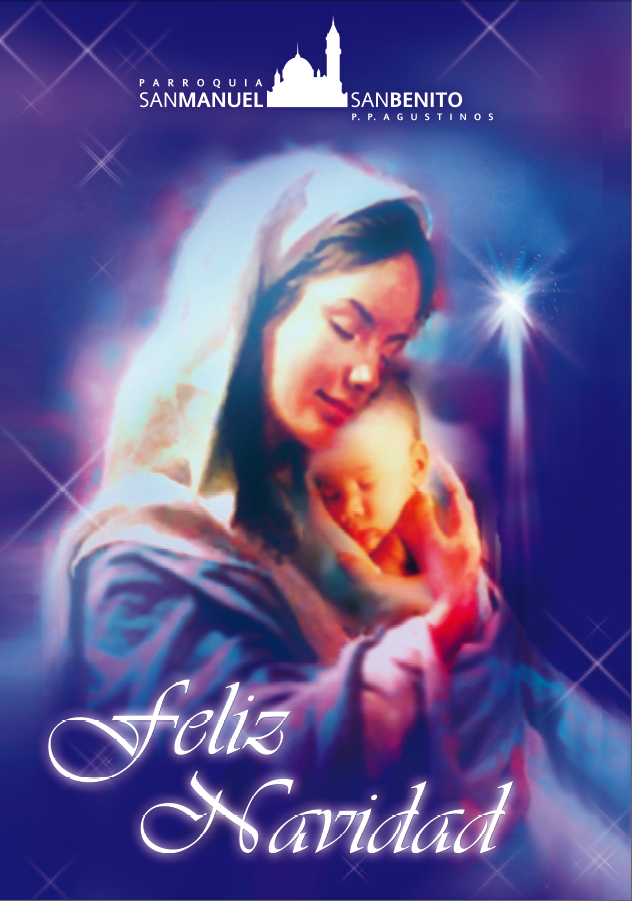 PARROQUIA
SANMANUEL SANBENITO
P.P. AGUSTINOS
Feliz
Navidad